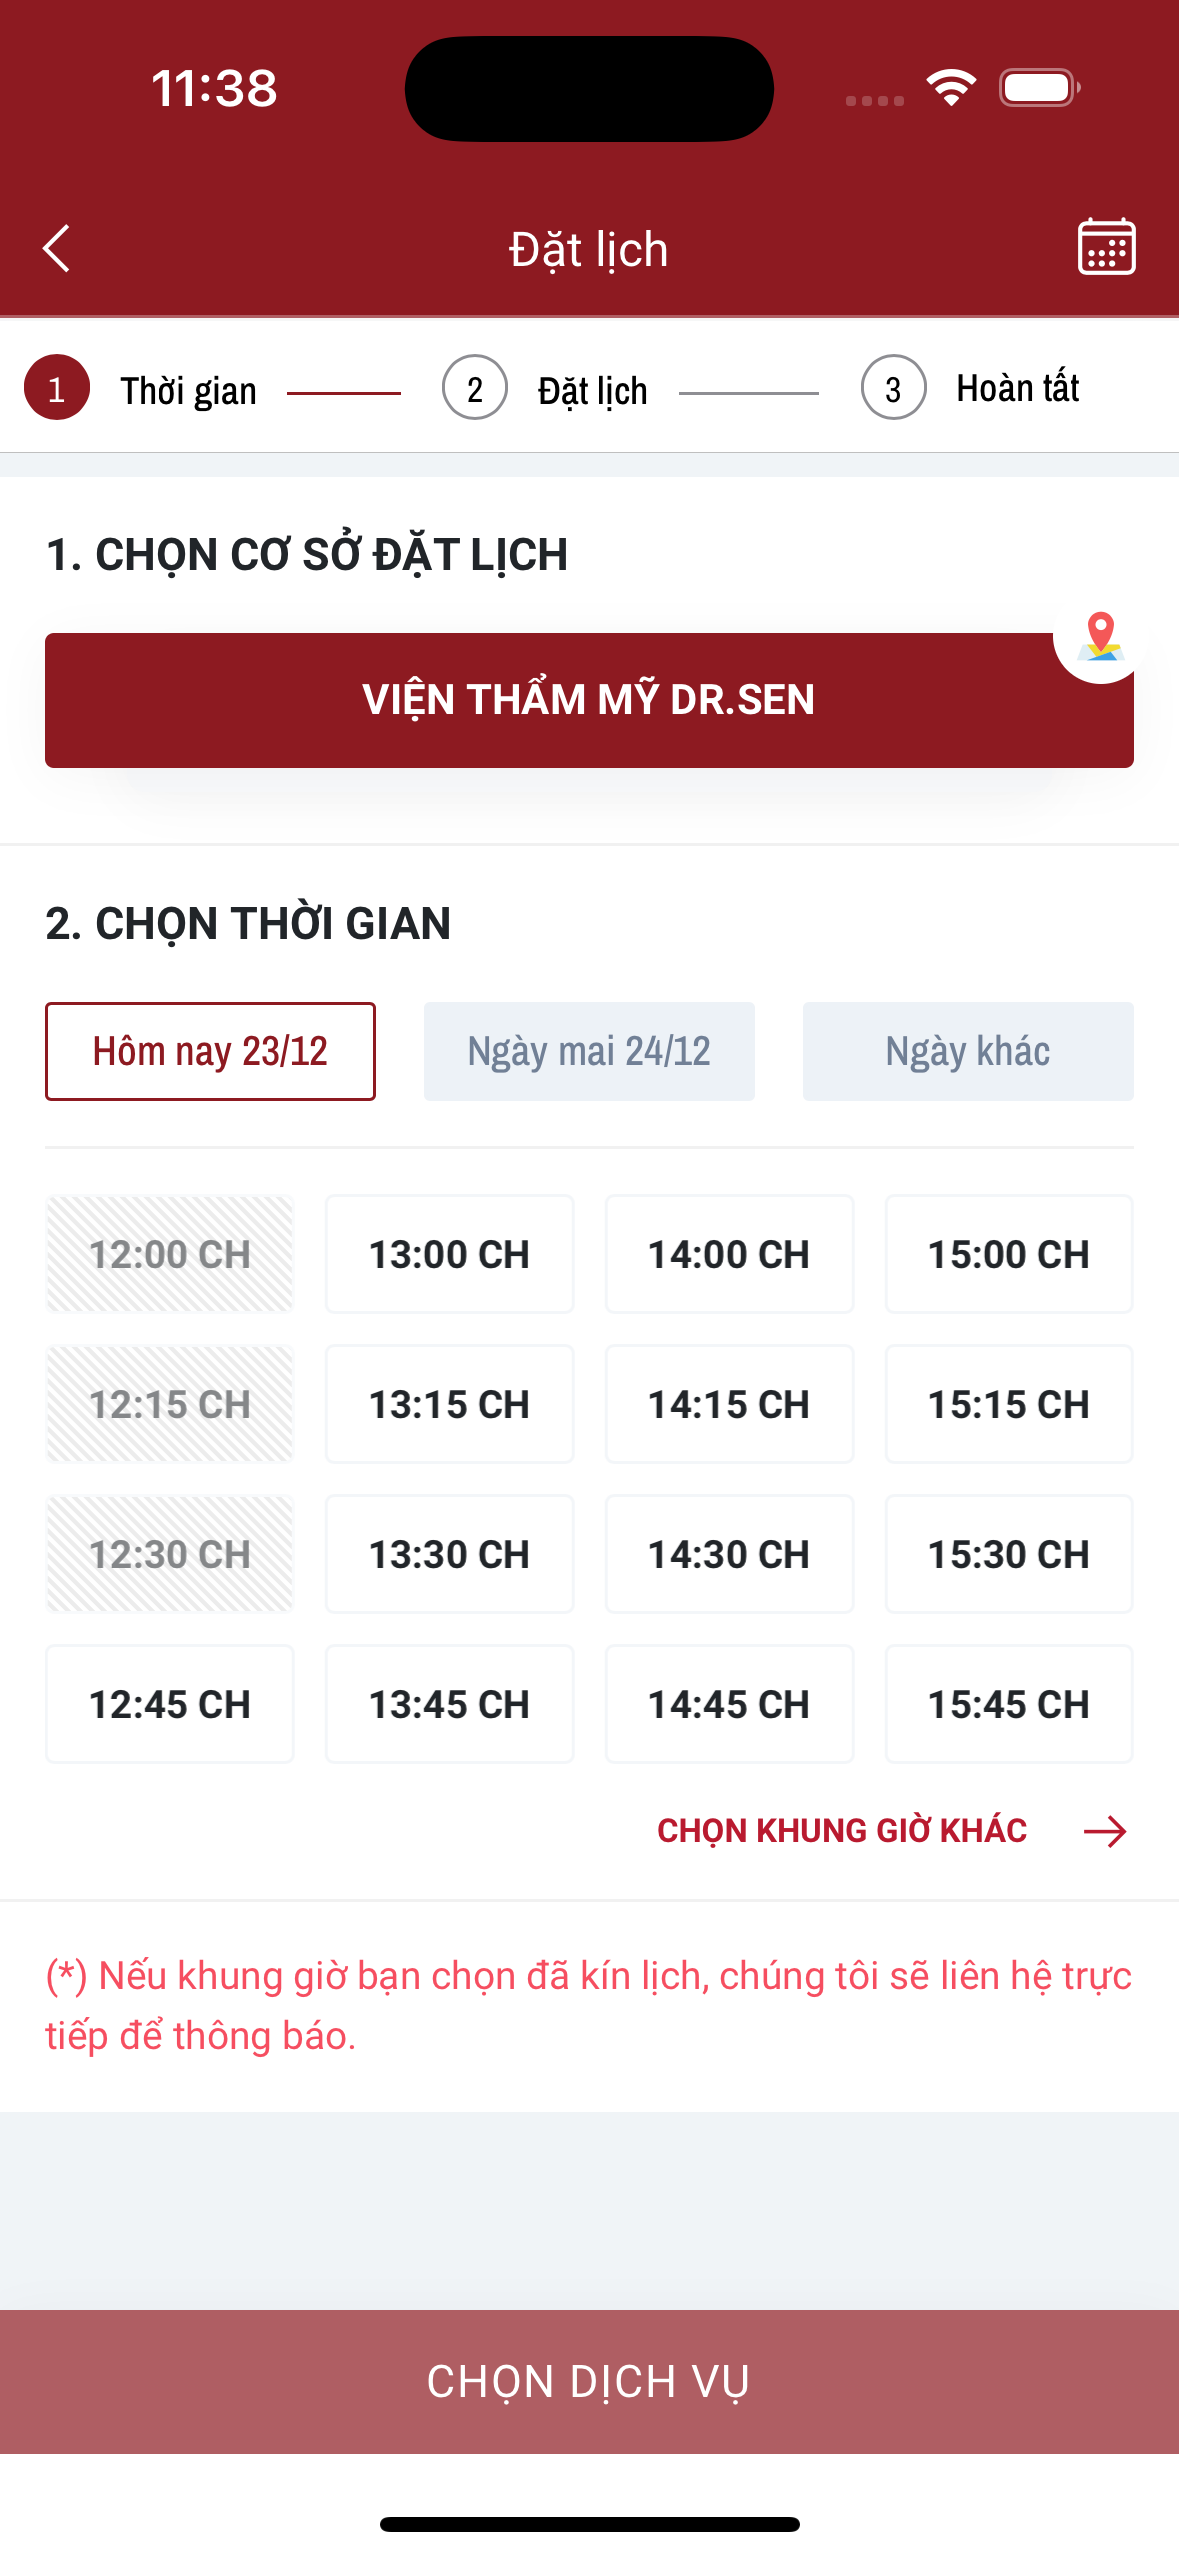 11:38
Đặt lịch
1 Thời gian 2 Đặt lịch 3 Hoàn tất
1. CHỌN CƠ SỞ ĐẶT LỊCH
VIỆN THẨM MỸ DR.SEN
2. CHỌN THỜI GIAN
Hôm nay 23/12 Ngày mai 24/12 Ngày khác
12:00 CH 13:00 CH 14:00 CH 15:00 CH
12:15 CH 13:15 CH 14:15 CH 15:15 CH
12:30 CH 13:30 CH 14:30 CH 15:30 CH
12:45 CH 13:45 CH 14:45 CH 15:45 CH
CHỌN KHUNG GIỜ KHÁC
(*) Nếu khung giờ bạn chọn đã kín lịch, chúng tôi sẽ liên hệ trực
tiếp để thông báo.
CHỌN DỊCH VỤ